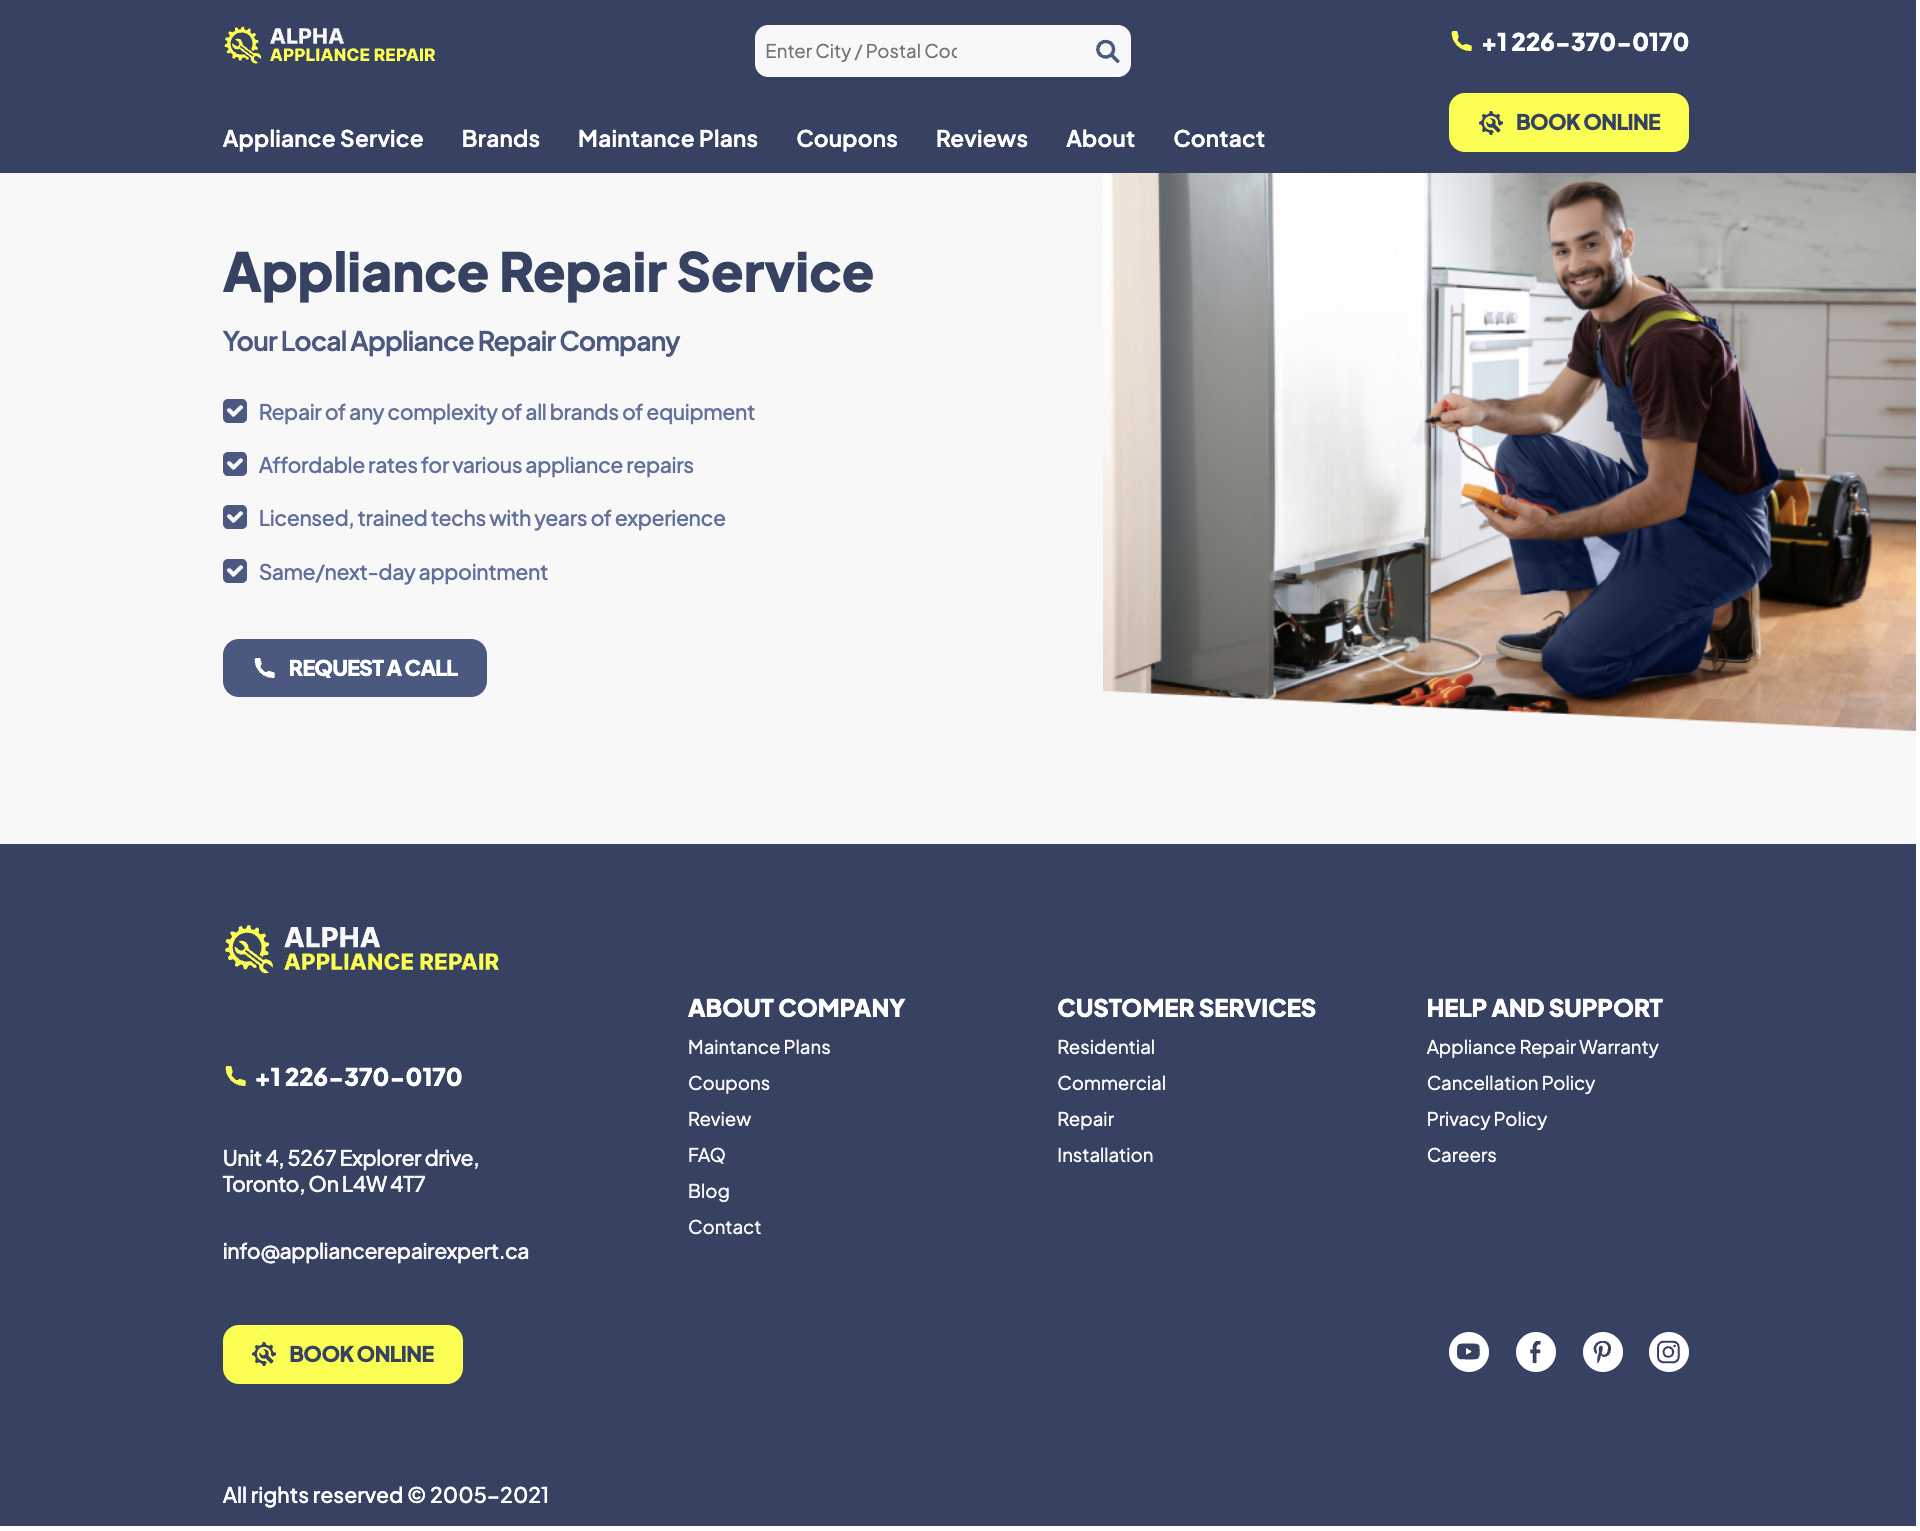 ALPHA
APPLIANCE REPAIR
Enter City / Postal Coc
+1 226-370-0170
Appliance Service
Brands
Maintance Plans
Coupons
Reviews
About
Contact
BOOK ONLINE
Appliance Repair Service
Your Local Appliance Repair Company
Repair of any complexity of all brands of equipment
Affordable rates for various appliance repairs
Licensed, trained techs with years of experience
Same/next-day appointment
REQUEST A CALL
ALPHA
APPLIANCE REPAIR
+1 226-370-0170
Unit 4, 5267 Explorer drive,
Toronto, On L4W 4T7
info@appliancerepairexpert.ca
BOOK ONLINE
ABOUT COMPANY
Maintance Plans
Coupons
Review
FAQ
Blog
Contact
CUSTOMER SERVICES
Residential
Commercial
Repair
Installation
HELP AND SUPPORT
Appliance Repair Warranty
Cancellation Policy
Privacy Policy
Careers
All rights reserved © 2005–2021